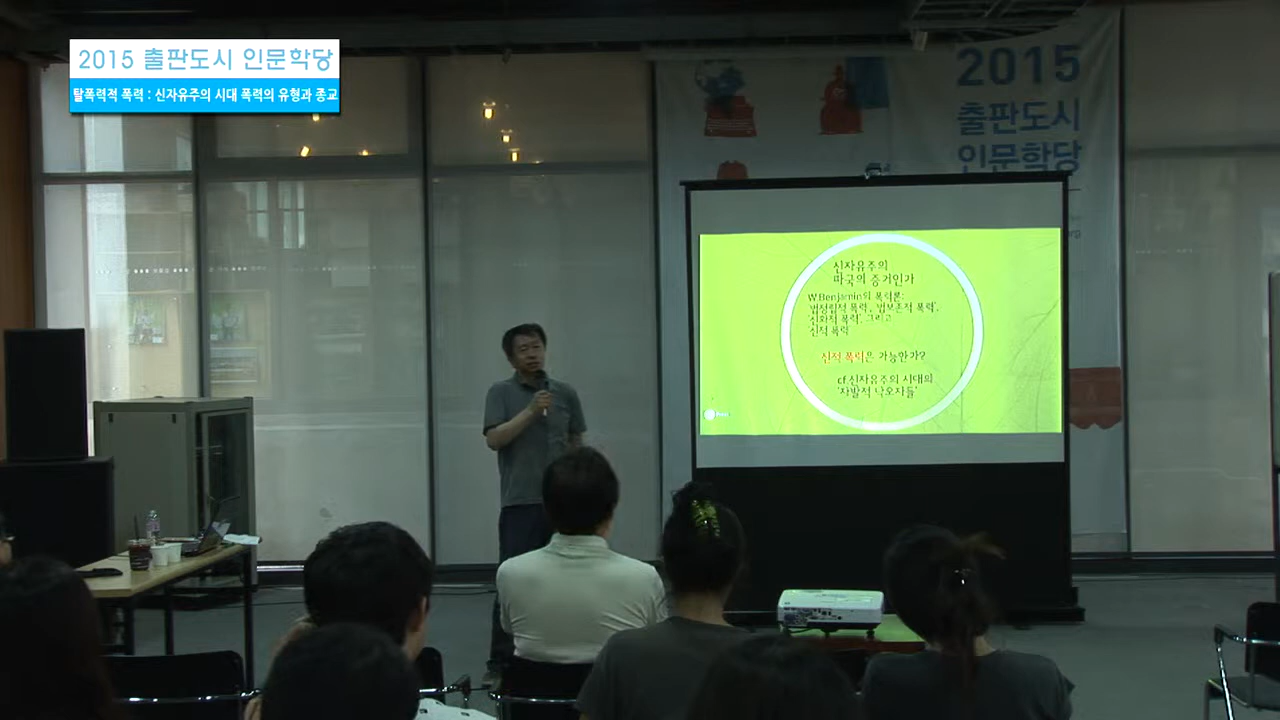 2015 출판도시 인문학당
탈폭력적 폭력 : 신자유주의 시대 폭력의 유형과 종교
2015
출판도시
인문학당
신자유주의
파국의 증거인가
W.Benjamin의 폭력론:
'법정립적 폭력', '법보존적 폭력',
'신화적 폭력', 그리고
'신적 폭력'
신적 폭력은 가능한가?
cf.신자유주의 시대의
'자발적 낙오자들'